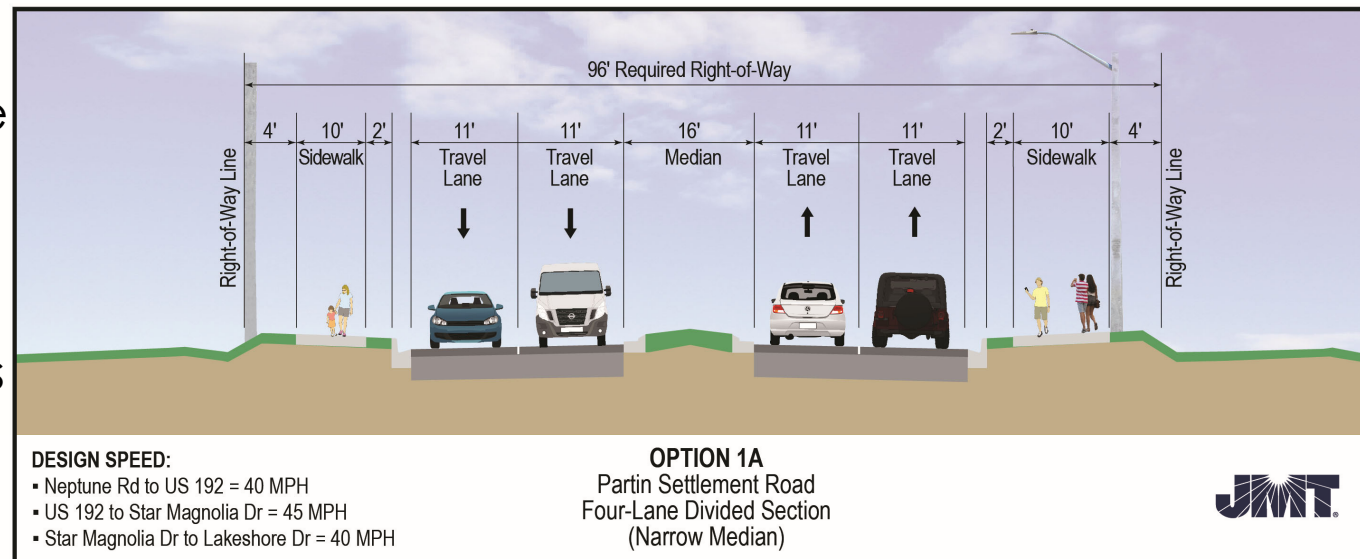 96' Required Right-of-Way
4' 10' 2' 11' 11' 16' 11' 11' 2' 10' 4'
Sidewalk Travel Lane Travel Lane Median Travel Lane Travel Lane Sidewalk
Right-of-Way Line
Right-of-Way Line
DESIGN SPEED:
▪ Neptune Rd to US 192 = 40 MPH
▪ US 192 to Star Magnolia Dr = 45 MPH
▪ Star Magnolia Dr to Lakeshore Dr = 40 MPH
OPTION 1A
Partin Settlement Road
Four-Lane Divided Section
(Narrow Median)
JMT®